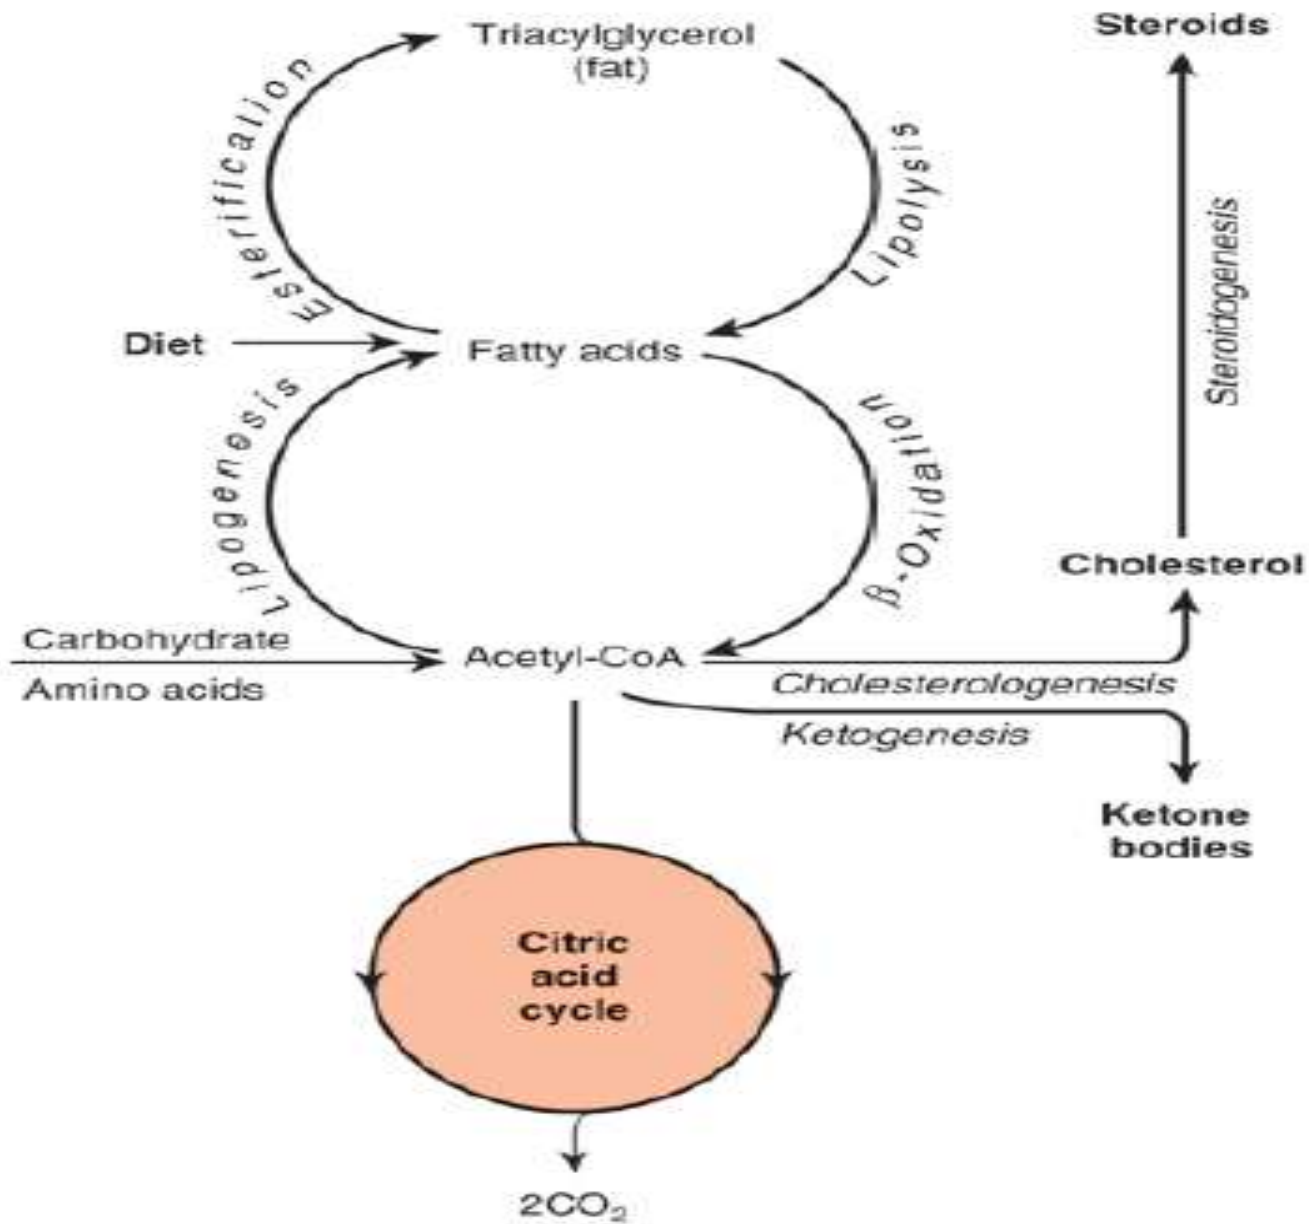 Triacylglycerol
(fat)
Steroids
Esterification
Lipolysis
Steroidogenesis
Diet
Fatty acids
Lipogenesis
β-Oxidation
Cholesterol
Carbohydrate
Amino acids
Acetyl-CoA
Cholesterologenesis
Ketogenesis
Ketone
bodies
Citric
acid
cycle
2CO₂